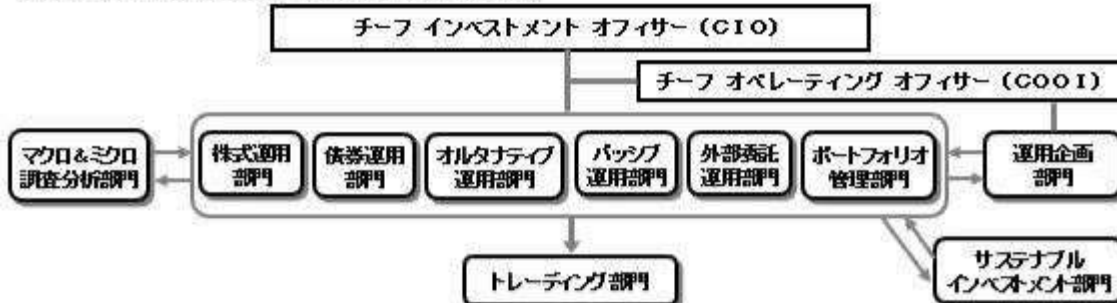 チーフ インベストメント オフィサー (CIO)
チーフ オペレーティング オフィサー (COOI)
マクロ&ミクロ
調査分析部門
株式運用
部門
債券運用
部門
オルタナティブ
運用部門
パッシブ
運用部門
外部委託
運用部門
ポートフォリオ
管理部門
運用企画
部門
トレーディング部門
サステナブル
インベストメント部門